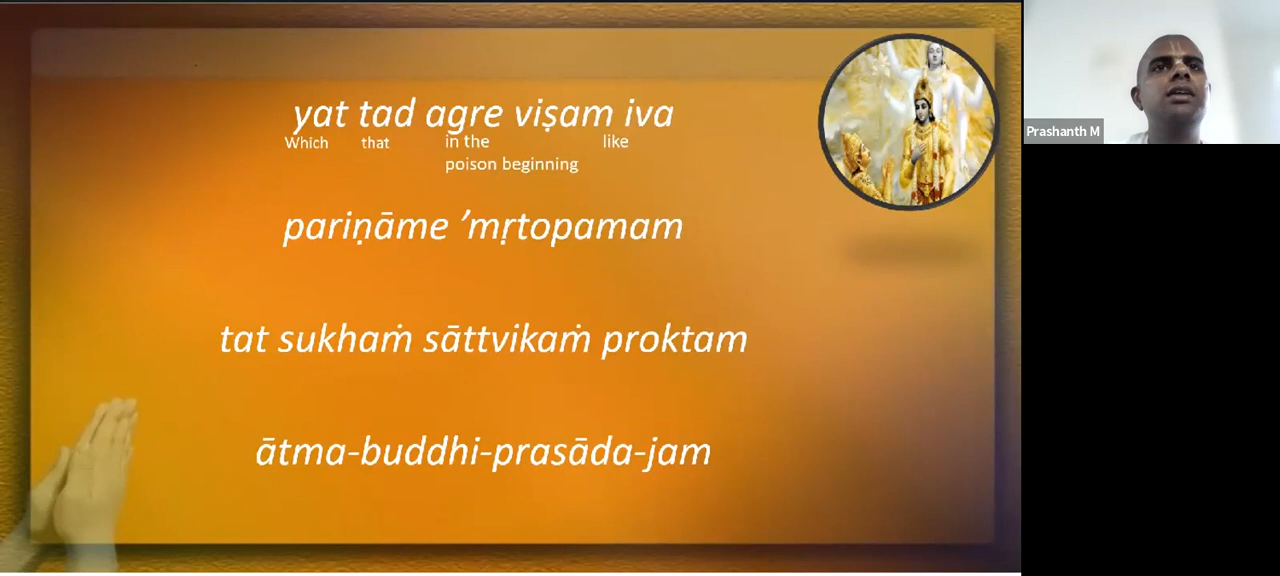 yat tad agre viṣam iva
Which that in the like
poison beginning
pariṇāme ’mṛtopamam
tat sukhaṁ sāttvikaṁ proktam
ātma-buddhi-prasāda-jam
Prashanth M